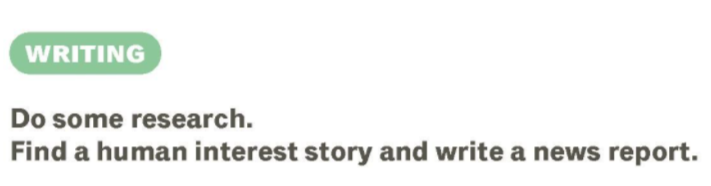 WRITING
Do some research.
Find a human interest story and write a news report.